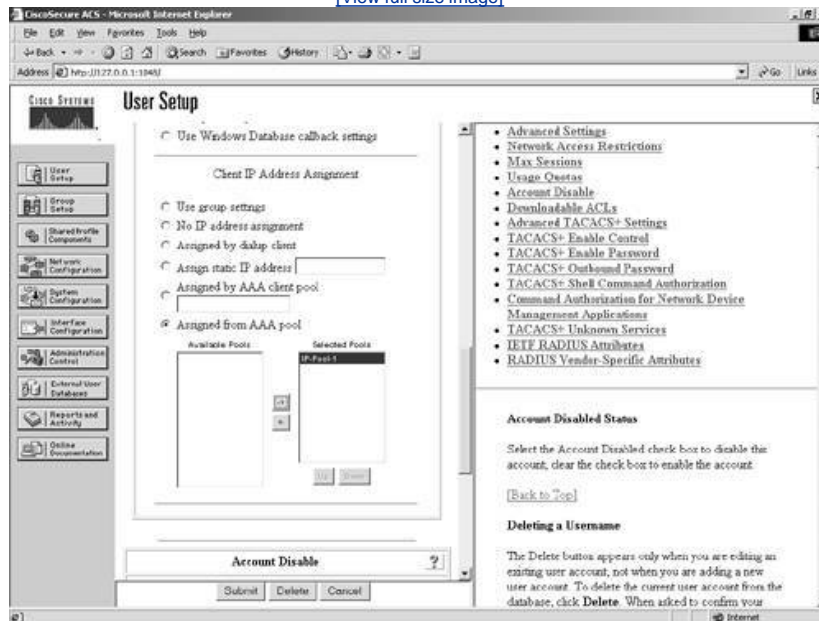 [View full size image]
CiscoSecure ACS - Microsoft Internet Explorer
File Edit View Favorites Tools Help
Back Search Favorites History
Address http://127.0.0.1:1048/ Go Links
CISCO SYSTEMS
User Setup
User Setup
Group Setup
Shared Profile Components
Network Configuration
System Configuration
Interface Configuration
Administration Control
External User Databases
Reports and Activity
Online Documentation
Use Windows Database callback settings
Client IP Address Assignment
Use group settings
No IP address assignment
Assigned by dialup client
Assign static IP address
Assigned by AAA client pool
Assigned from AAA pool
Available Pools
Selected Pools
IP-Pool-1
Up Down
Account Disable ?
Submit Delete Cancel
Advanced Settings
Network Access Restrictions
Max Sessions
Usage Quotas
Account Disable
Downloadable ACLs
Advanced TACACS+ Settings
TACACS+ Enable Control
TACACS+ Enable Password
TACACS+ Outbound Password
TACACS+ Shell Command Authorization
Command Authorization for Network Device
Management Applications
TACACS+ Unknown Services
IETF RADIUS Attributes
RADIUS Vendor-Specific Attributes
Account Disabled Status
Select the Account Disabled check box to disable this
account; clear the check box to enable the account.
[Back to Top]
Deleting a Username
The Delete button appears only when you are editing an
existing user account, not when you are adding a new
user account. To delete the current user account from the
database, click Delete. When asked to confirm your
Internet